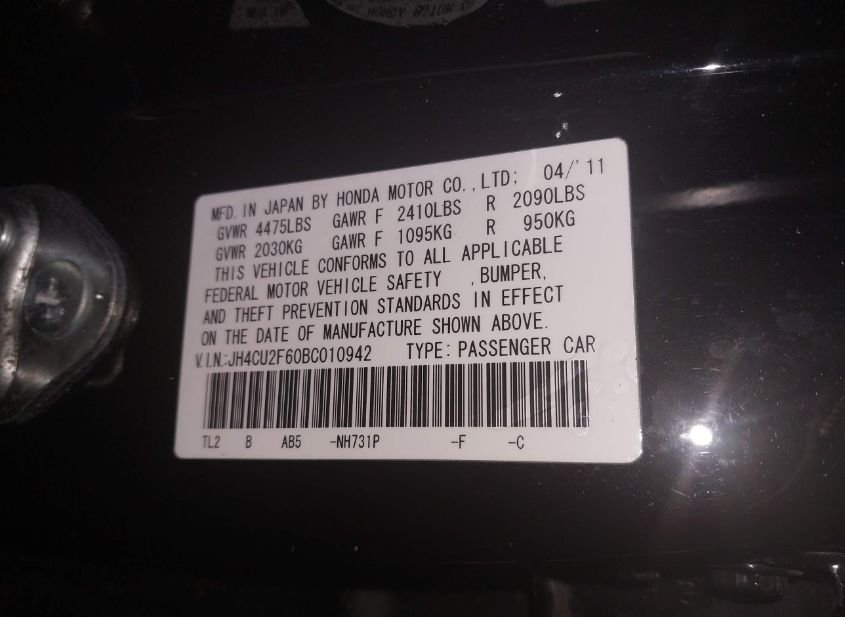 MFD. IN JAPAN BY HONDA MOTOR CO., LTD; 04/'11
GVWR 4475LBS GAWR F 2410LBS R 2090LBS
GVWR 2030KG GAWR F 1095KG R 950KG
THIS VEHICLE CONFORMS TO ALL APPLICABLE
FEDERAL MOTOR VEHICLE SAFETY , BUMPER,
AND THEFT PREVENTION STANDARDS IN EFFECT
ON THE DATE OF MANUFACTURE SHOWN ABOVE.
V.I.N.:JH4CU2F60BC010942 TYPE: PASSENGER CAR
TL2 B AB5 -NH731P -F -C